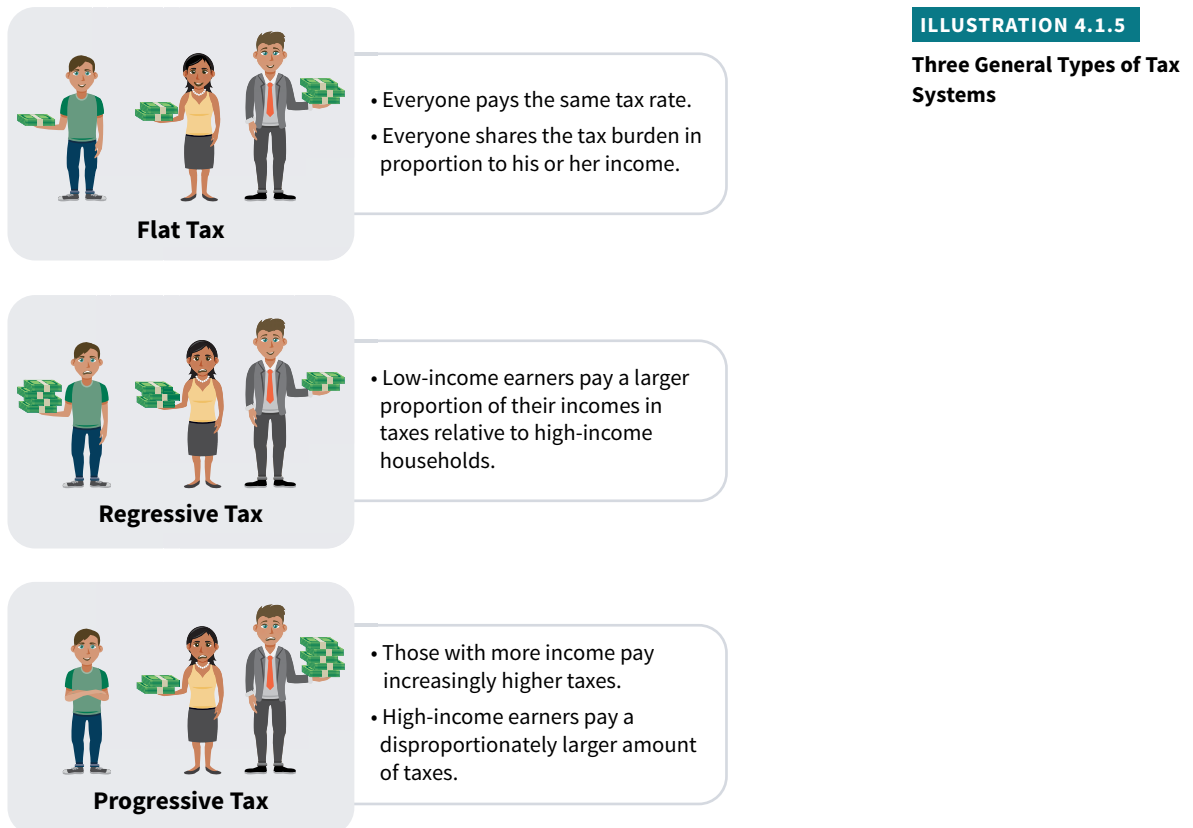 ILLUSTRATION 4.1.5
Three General Types of Tax
Systems
• Everyone pays the same tax rate.
• Everyone shares the tax burden in
proportion to his or her income.
Flat Tax
• Low-income earners pay a larger
proportion of their incomes in
taxes relative to high-income
households.
Regressive Tax
• Those with more income pay
increasingly higher taxes.
• High-income earners pay a
disproportionately larger amount
of taxes.
Progressive Tax